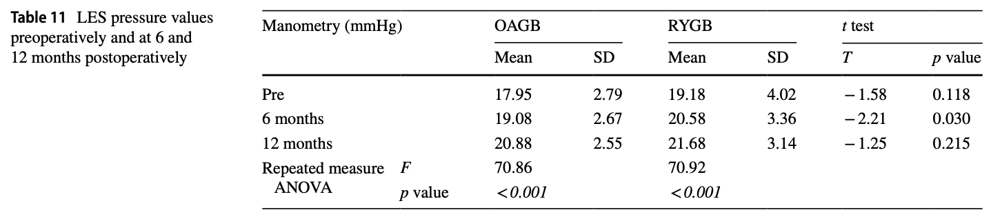 Table 11 LES pressure values
preoperatively and at 6 and
12 months postoperatively
Manometry (mmHg) OAGB RYGB t test
Mean SD Mean SD T p value
Pre 17.95 2.79 19.18 4.02 −1.58 0.118
6 months 19.08 2.67 20.58 3.36 −2.21 0.030
12 months 20.88 2.55 21.68 3.14 −1.25 0.215
Repeated measure F 70.86 70.92
ANOVA p value <0.001 <0.001